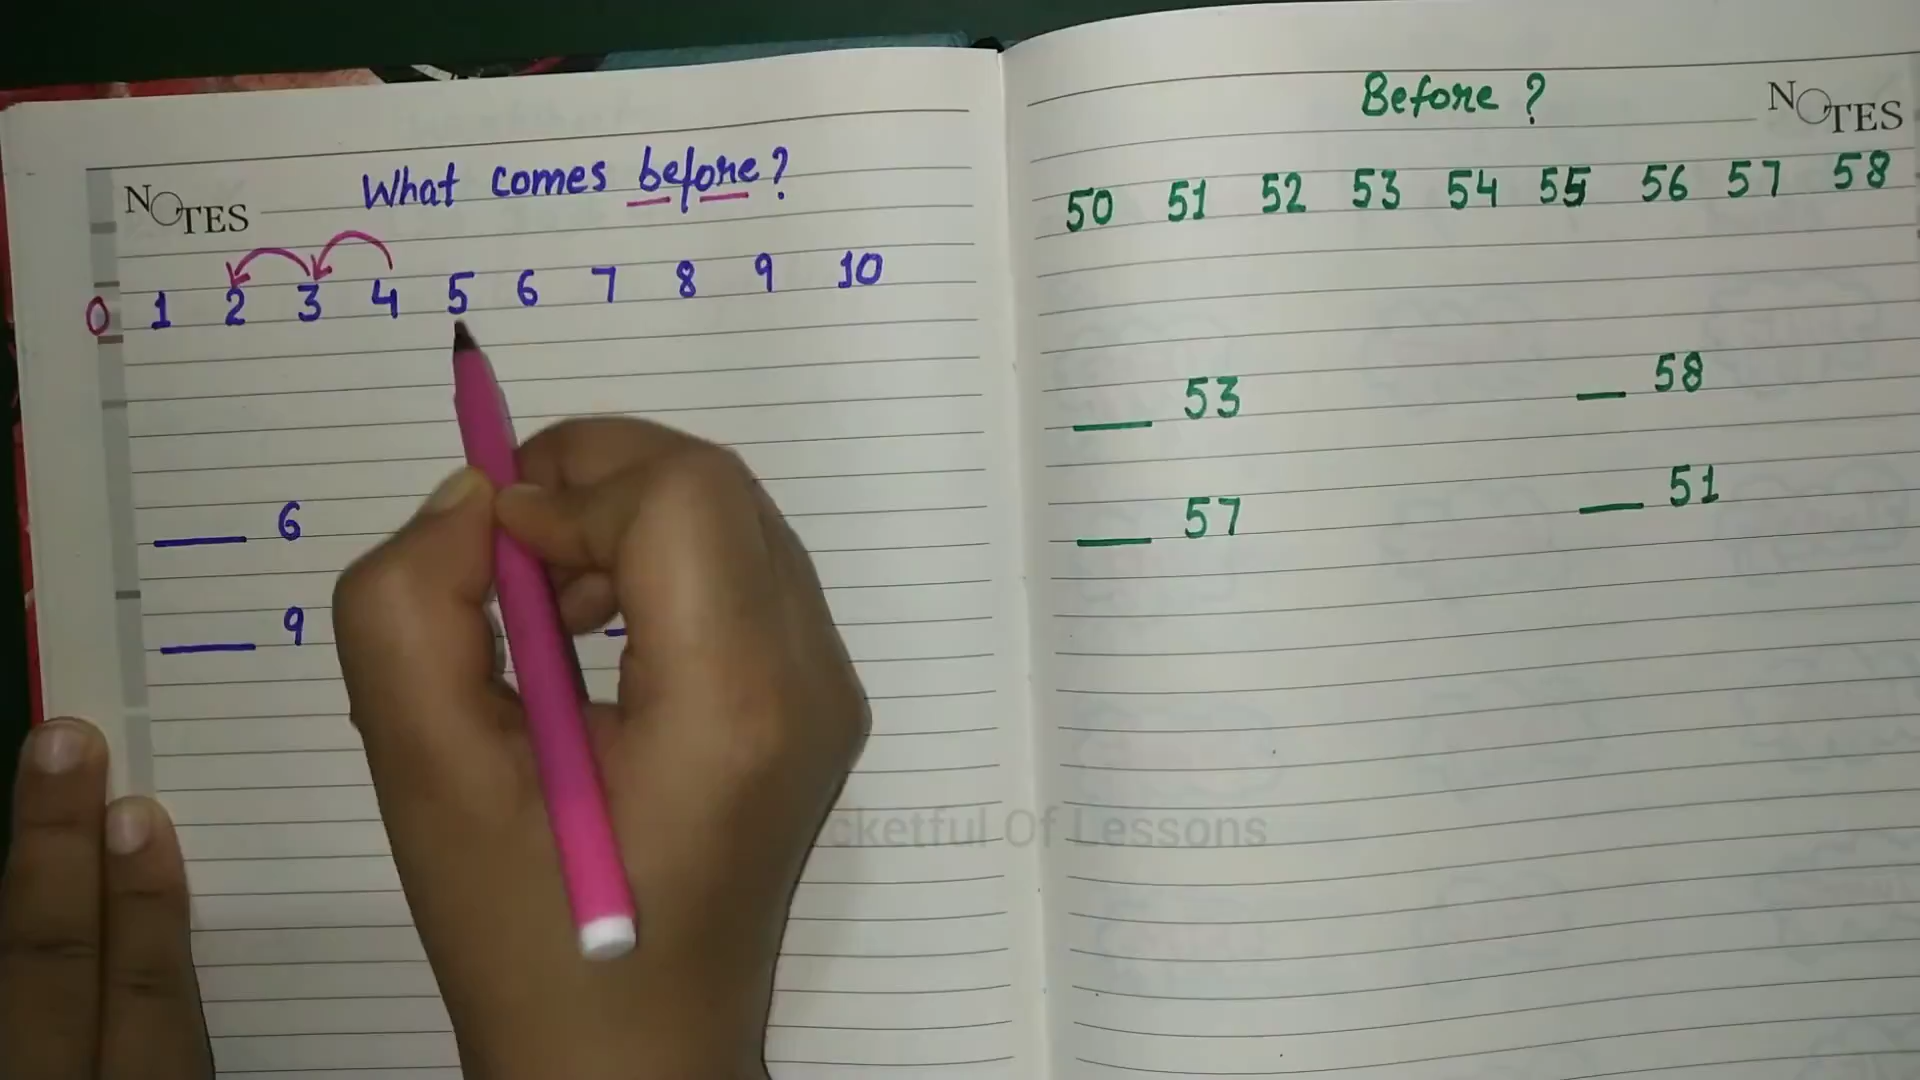 What comes before?
NOTES
0 1 2 3 4 5 6 7 8 9 10
___ 6
___ 9
Before ?
NOTES
50 51 52 53 54 55 56 57 58
___ 53 ___ 58
___ 57 ___ 51
Of Lessons